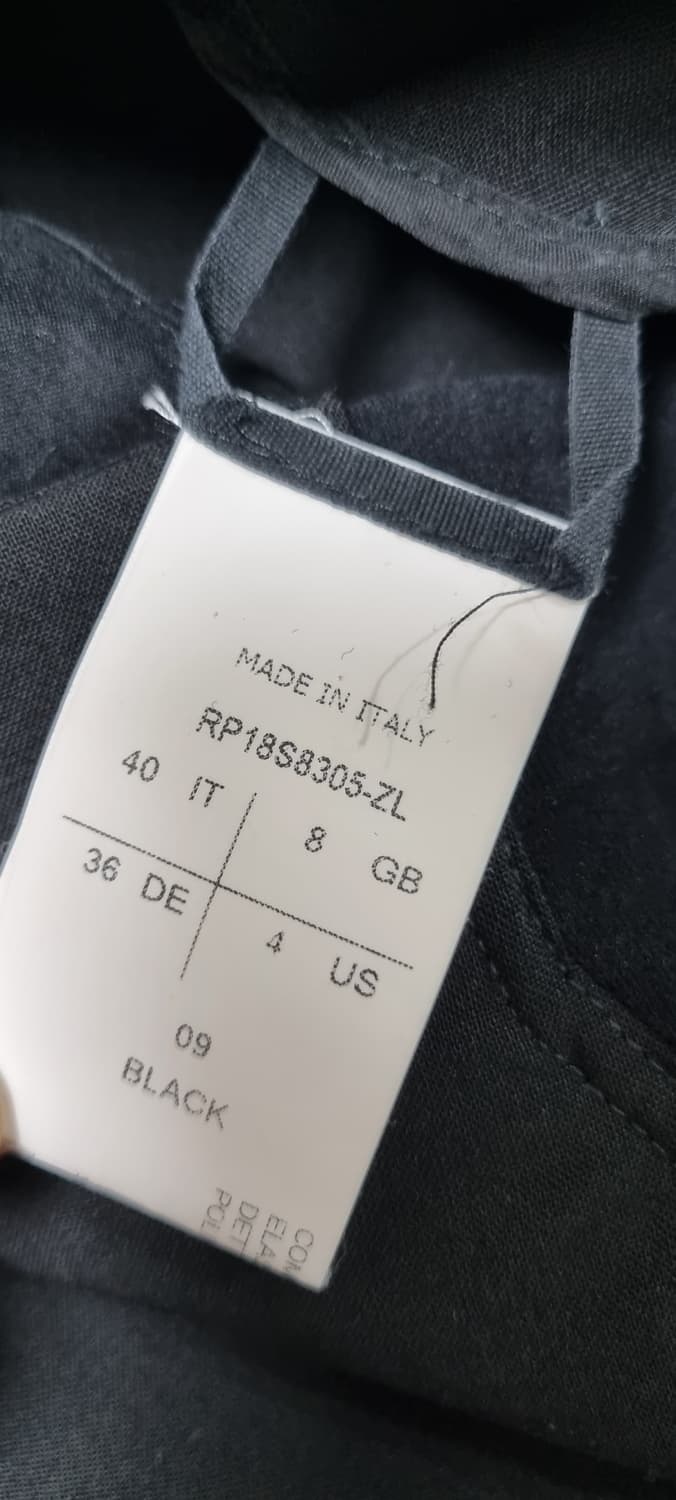 MADE IN ITALY
RP18S8305-ZL
40 IT
8 GB
36 DE
4 US
09
BLACK